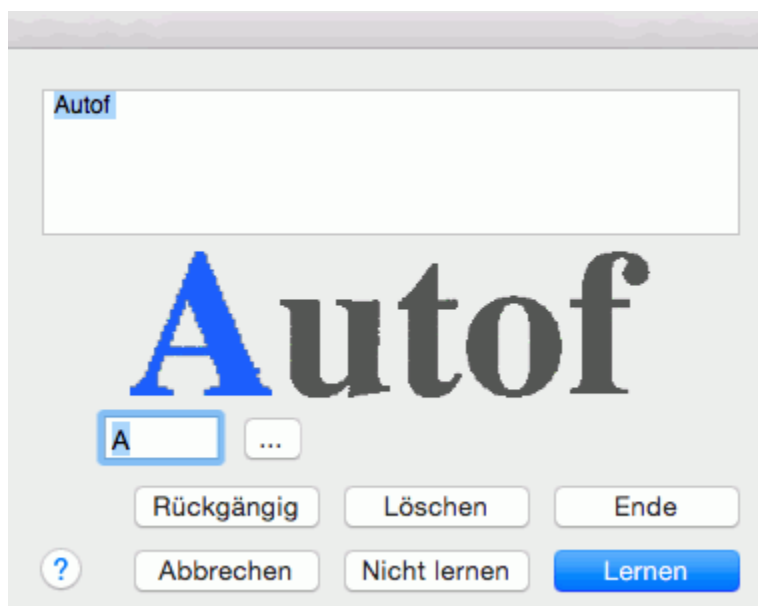 Autof
Autof
A ...
Rückgängig Löschen Ende
? Abbrechen Nicht lernen Lernen